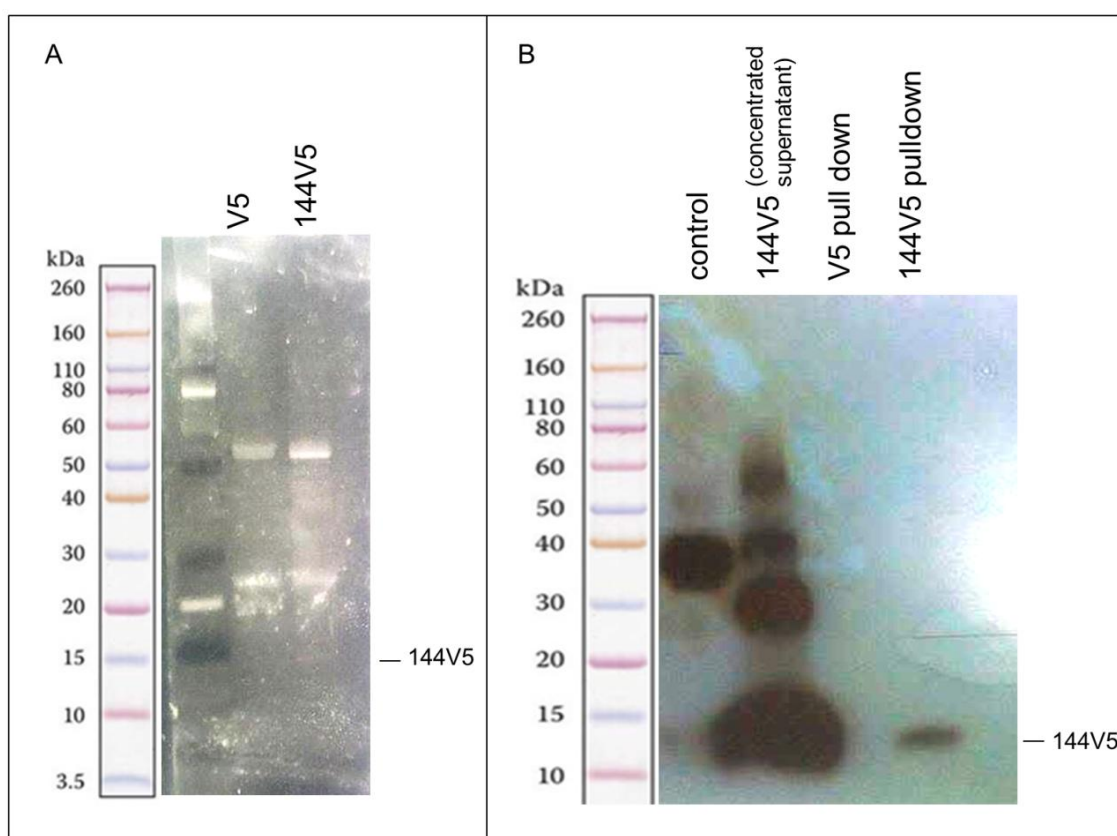 A
V5
144V5
kDa
260
160
110
80
60
50
40
30
20
15
10
3.5
— 144V5
B
control
144V5 (concentrated
supernatant)
V5 pull down
144V5 pulldown
kDa
260
160
110
80
60
50
40
30
20
15
10
— 144V5